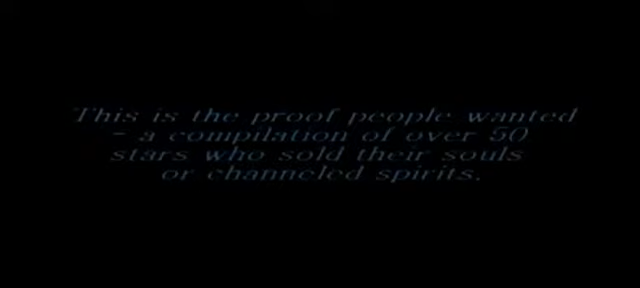 This is the proof people wanted
- a compilation of over 50
stars who sold their souls
or channeled spirits.